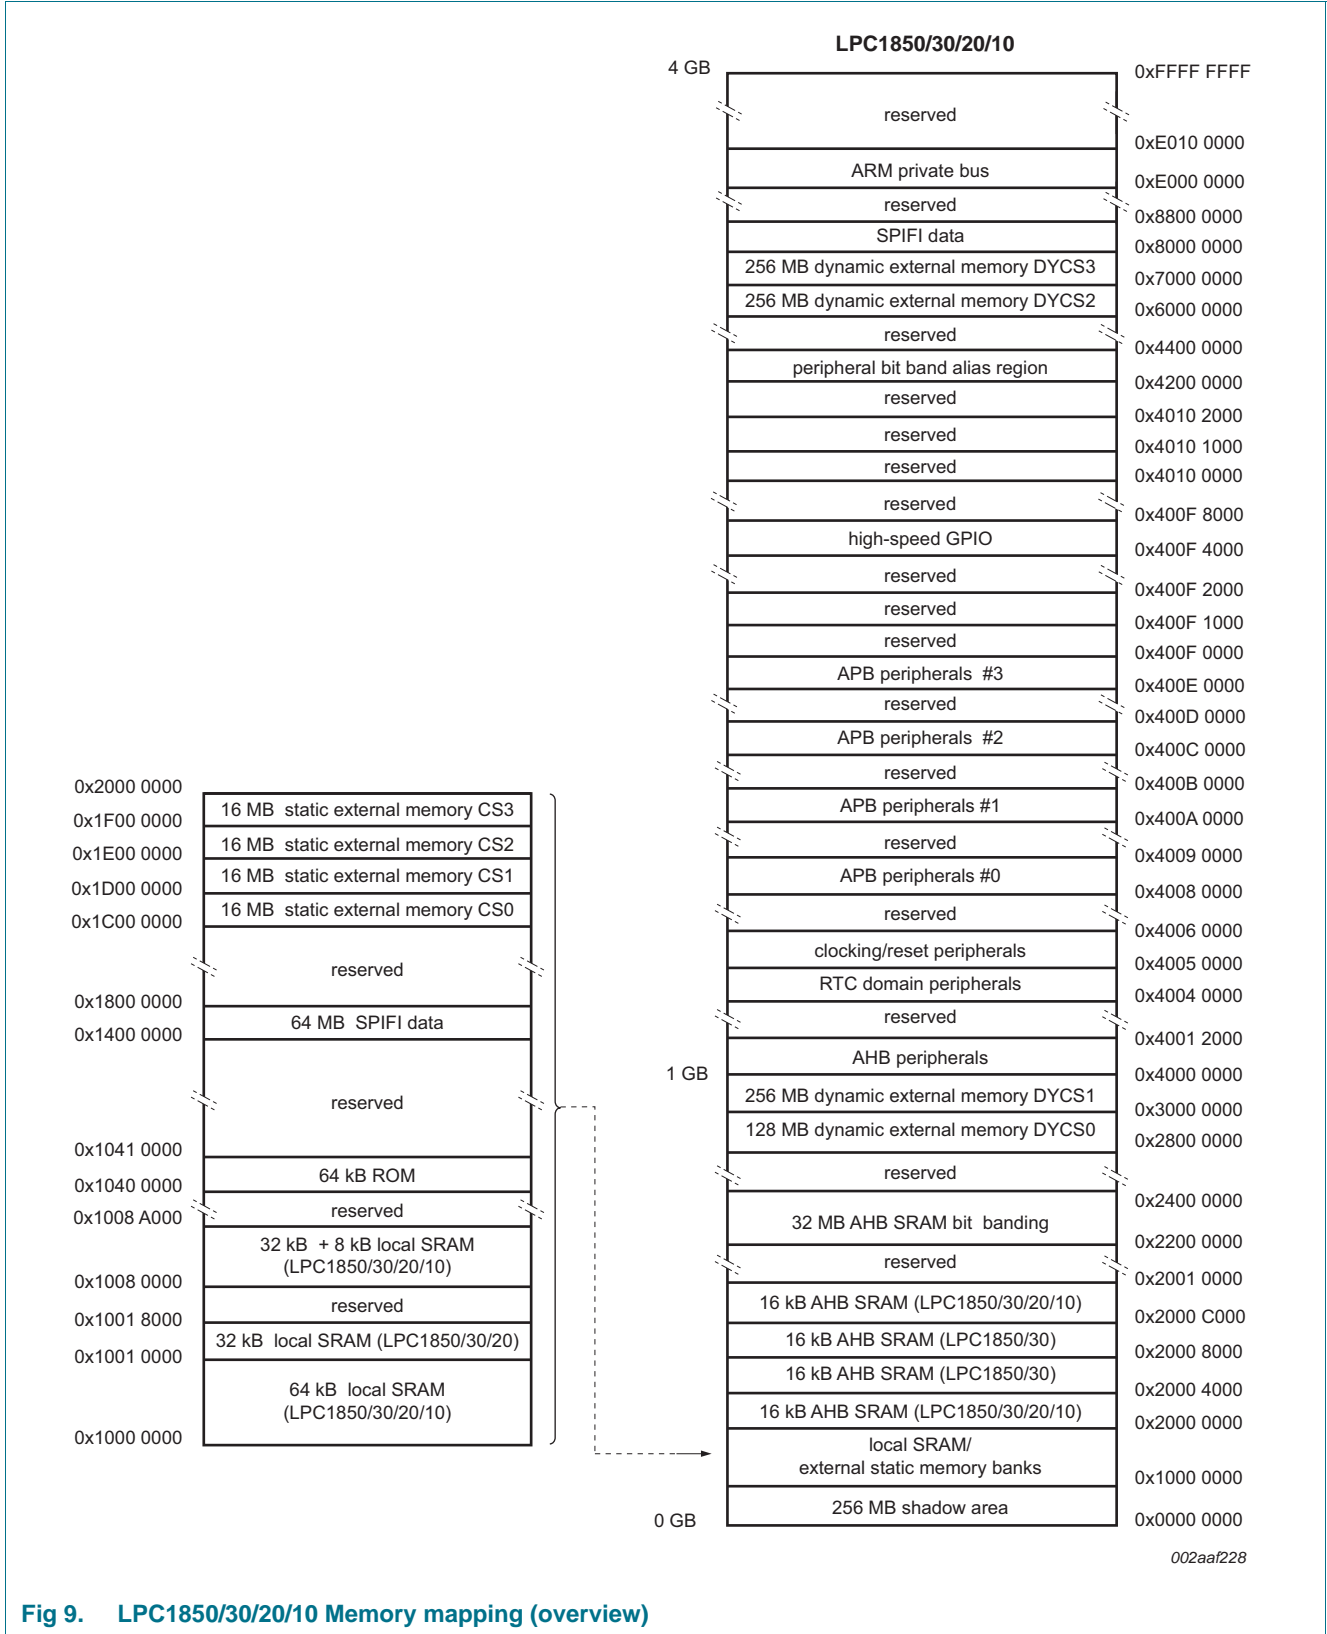 LPC1850/30/20/10
4 GB
0xFFFF FFFF
reserved
0xE010 0000
ARM private bus
0xE000 0000
reserved
0x8800 0000
SPIFI data
0x8000 0000
256 MB dynamic external memory DYCS3
0x7000 0000
256 MB dynamic external memory DYCS2
0x6000 0000
reserved
0x4400 0000
peripheral bit band alias region
0x4200 0000
reserved
0x4010 2000
reserved
0x4010 1000
reserved
0x4010 0000
reserved
0x400F 8000
high-speed GPIO
0x400F 4000
reserved
0x400F 2000
reserved
0x400F 1000
reserved
0x400F 0000
APB peripherals #3
0x400E 0000
reserved
0x400D 0000
APB peripherals #2
0x400C 0000
reserved
0x400B 0000
APB peripherals #1
0x400A 0000
reserved
0x4009 0000
APB peripherals #0
0x4008 0000
reserved
0x4006 0000
clocking/reset peripherals
0x4005 0000
RTC domain peripherals
0x4004 0000
reserved
0x4001 2000
AHB peripherals
1 GB
0x4000 0000
256 MB dynamic external memory DYCS1
0x3000 0000
128 MB dynamic external memory DYCS0
0x2800 0000
reserved
0x2400 0000
32 MB AHB SRAM bit banding
0x2200 0000
reserved
0x2001 0000
16 kB AHB SRAM (LPC1850/30/20/10)
0x2000 C000
16 kB AHB SRAM (LPC1850/30)
0x2000 8000
16 kB AHB SRAM (LPC1850/30)
0x2000 4000
16 kB AHB SRAM (LPC1850/30/20/10)
0x2000 0000
local SRAM/
external static memory banks
0x1000 0000
256 MB shadow area
0 GB
0x0000 0000
0x2000 0000
16 MB static external memory CS3
0x1F00 0000
16 MB static external memory CS2
0x1E00 0000
16 MB static external memory CS1
0x1D00 0000
16 MB static external memory CS0
0x1C00 0000
reserved
0x1800 0000
64 MB SPIFI data
0x1400 0000
reserved
0x1041 0000
64 kB ROM
0x1040 0000
reserved
0x1008 A000
32 kB + 8 kB local SRAM
(LPC1850/30/20/10)
0x1008 0000
reserved
0x1001 8000
32 kB local SRAM (LPC1850/30/20)
0x1001 0000
64 kB local SRAM
(LPC1850/30/20/10)
0x1000 0000
002aaf228
Fig 9. LPC1850/30/20/10 Memory mapping (overview)